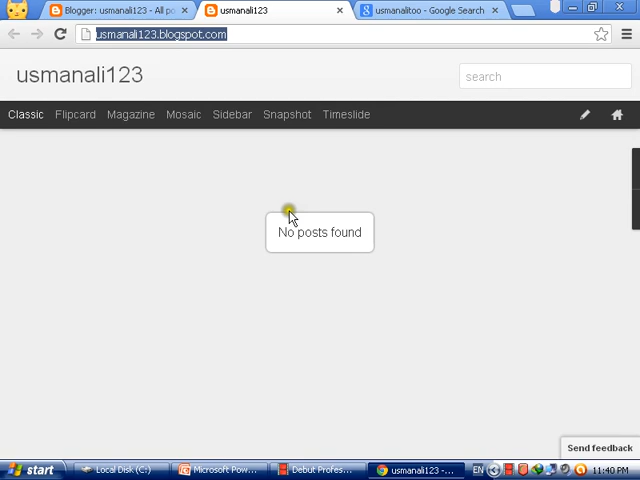 Blogger: usmanali123 - All po
usmanali123
usmanalitoo - Google Search
usmanali123.blogspot.com
usmanali123
search
Classic Flipcard Magazine Mosaic Sidebar Snapshot Timeslide
No posts found
Send feedback
start
Local Disk (C:)
Microsoft Pow...
Debut Profes...
usmanali123 -...
EN
11:40 PM